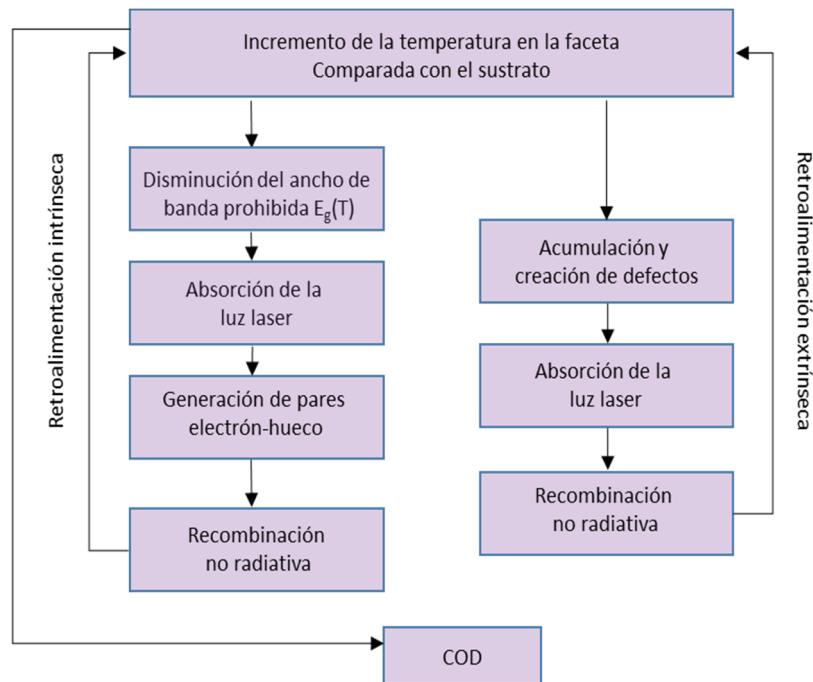 Incremento de la temperatura en la faceta
Comparada con el sustrato
Retroalimentación intrínseca
Disminución del ancho de
banda prohibida Eg(T)
Absorción de la
luz laser
Generación de pares
electrón-hueco
Recombinación
no radiativa
Acumulación y
creación de defectos
Absorción de la
luz laser
Recombinación
no radiativa
Retroalimentación extrínseca
COD